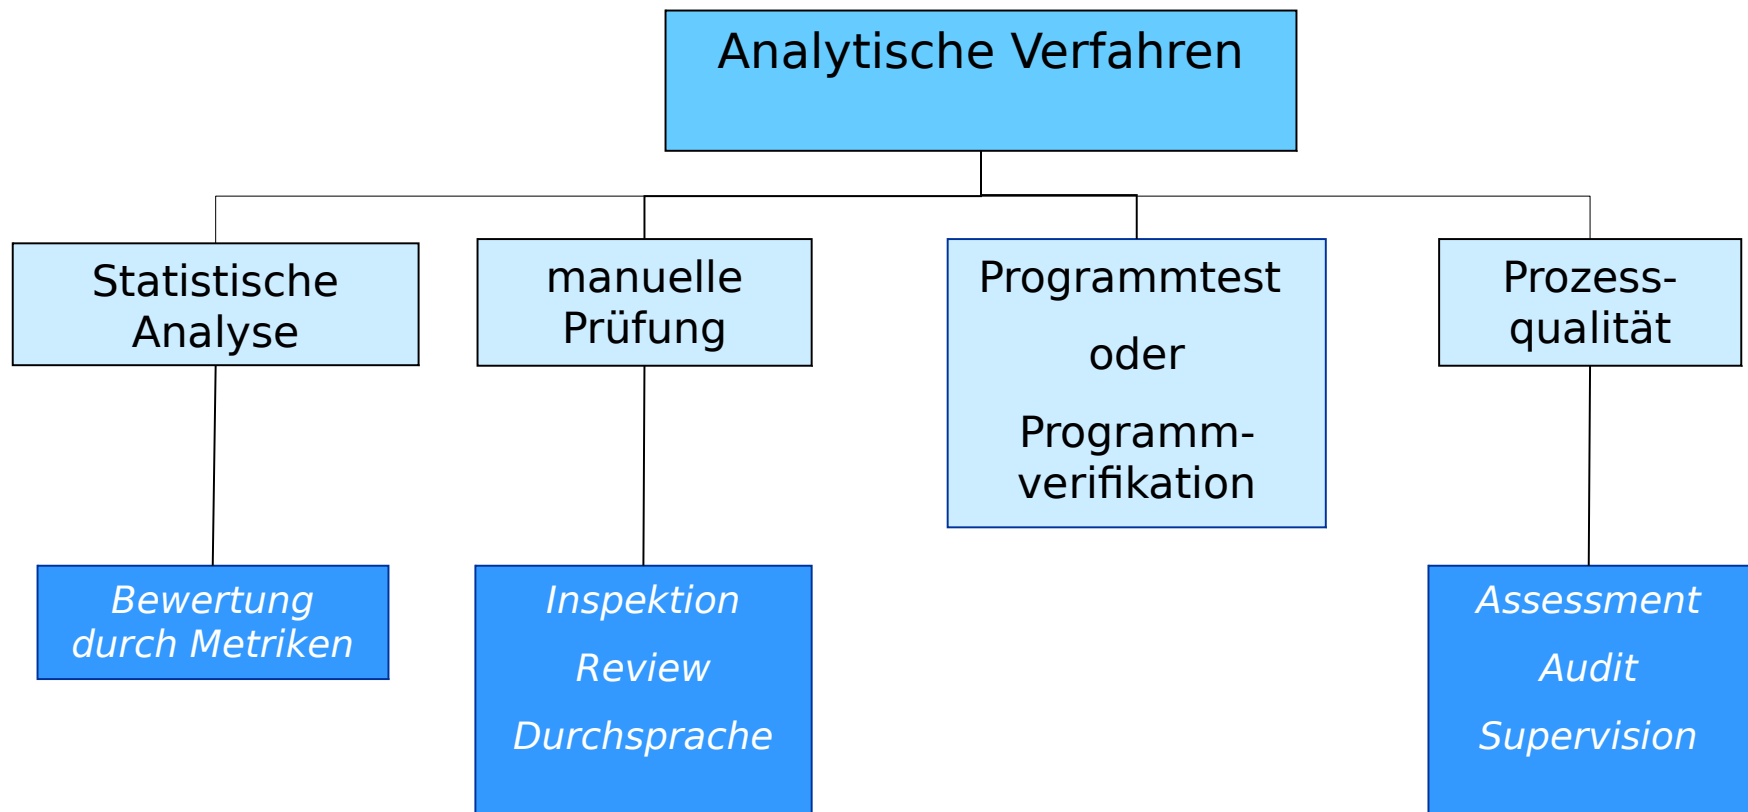 Analytische Verfahren
Statistische
Analyse
manuelle
Prüfung
Programmtest
oder
Programm-
verifikation
Prozess-
qualität
Bewertung
durch Metriken
Inspektion
Review
Durchsprache
Assessment
Audit
Supervision